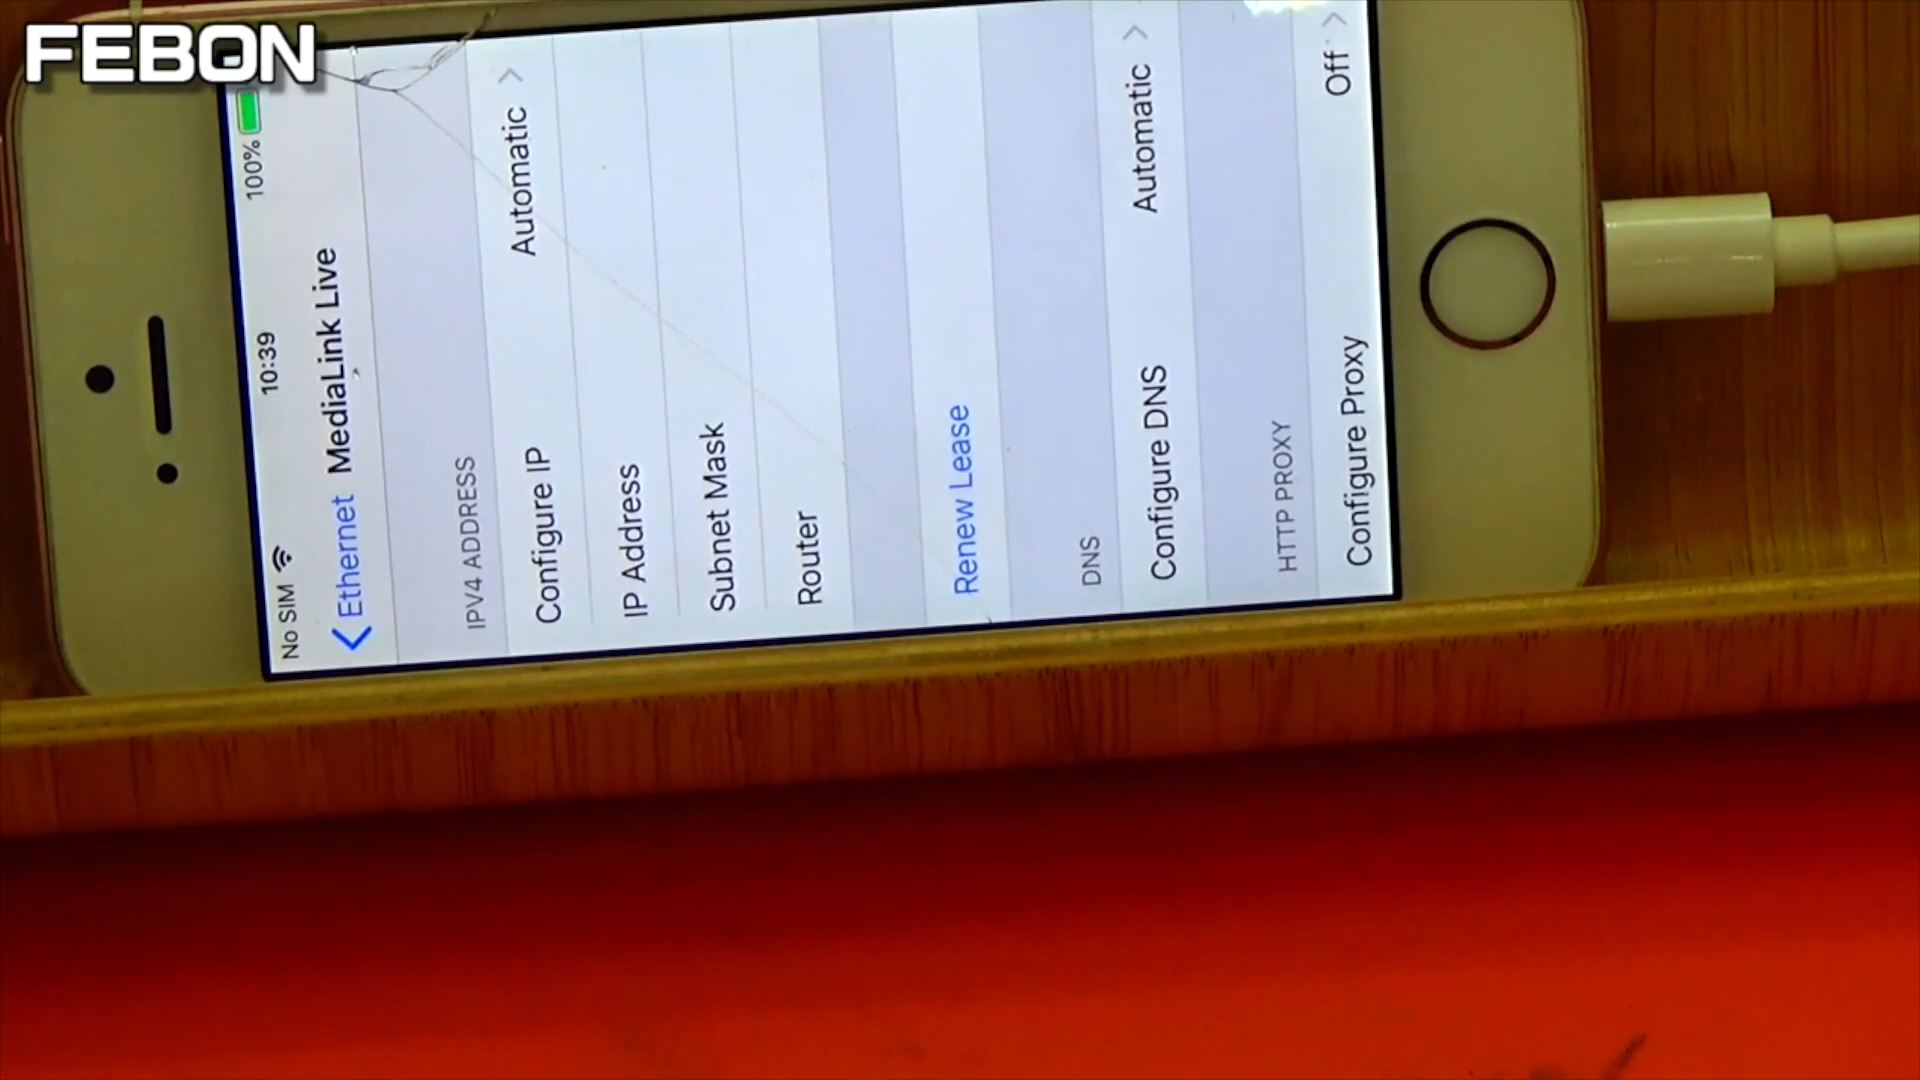 FEBON
No SIM 10:39 100%
Ethernet MediaLink Live
IPV4 ADDRESS
Configure IP Automatic
IP Address
Subnet Mask
Router
Renew Lease
DNS
Configure DNS Automatic
HTTP PROXY
Configure Proxy Off